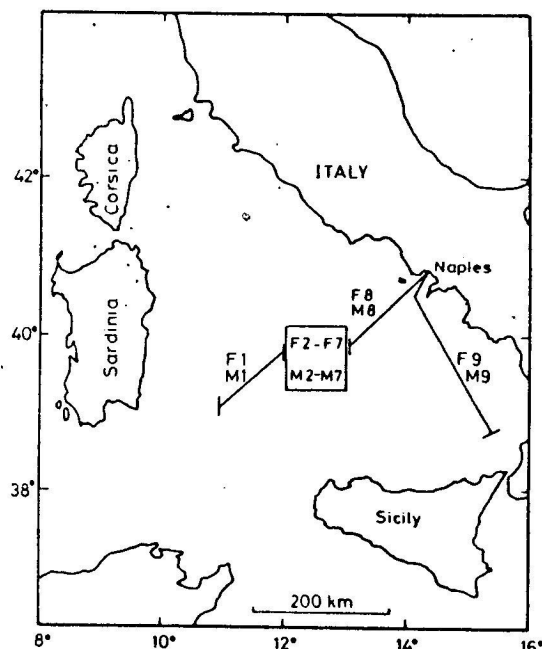 42°
40°
38°
Corsica
Sardinia
ITALY
Naples
F8
M8
F1
M1
F2-F7
M2-M7
F9
M9
Sicily
200 km
8°
10°
12°
14°
16°